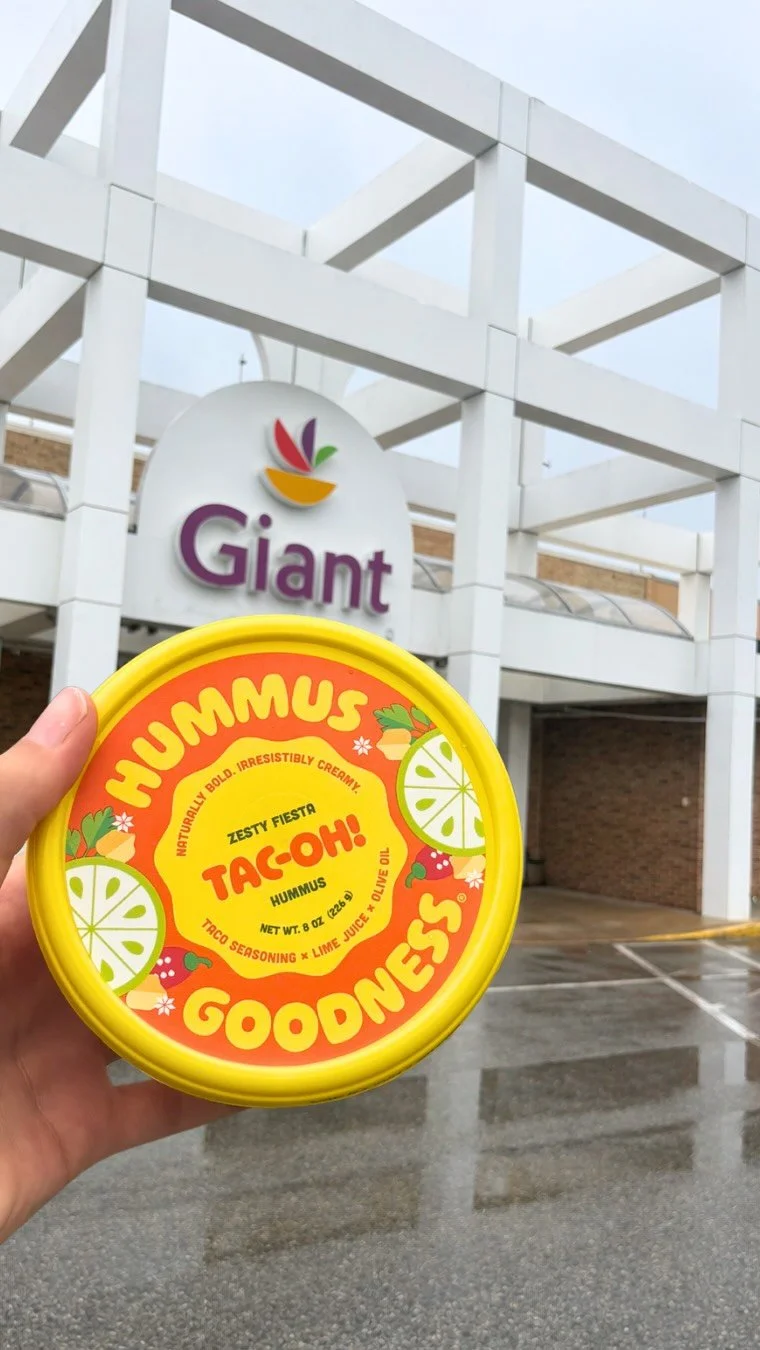 Giant
HUMMUS
NATURALLY BOLD. IRRESISTIBLY CREAMY.
ZESTY FIESTA
TAC-OH!
HUMMUS
NET WT. 8 OZ (226 g)
TACO SEASONING × LIME JUICE × OLIVE OIL
GOODNESS®